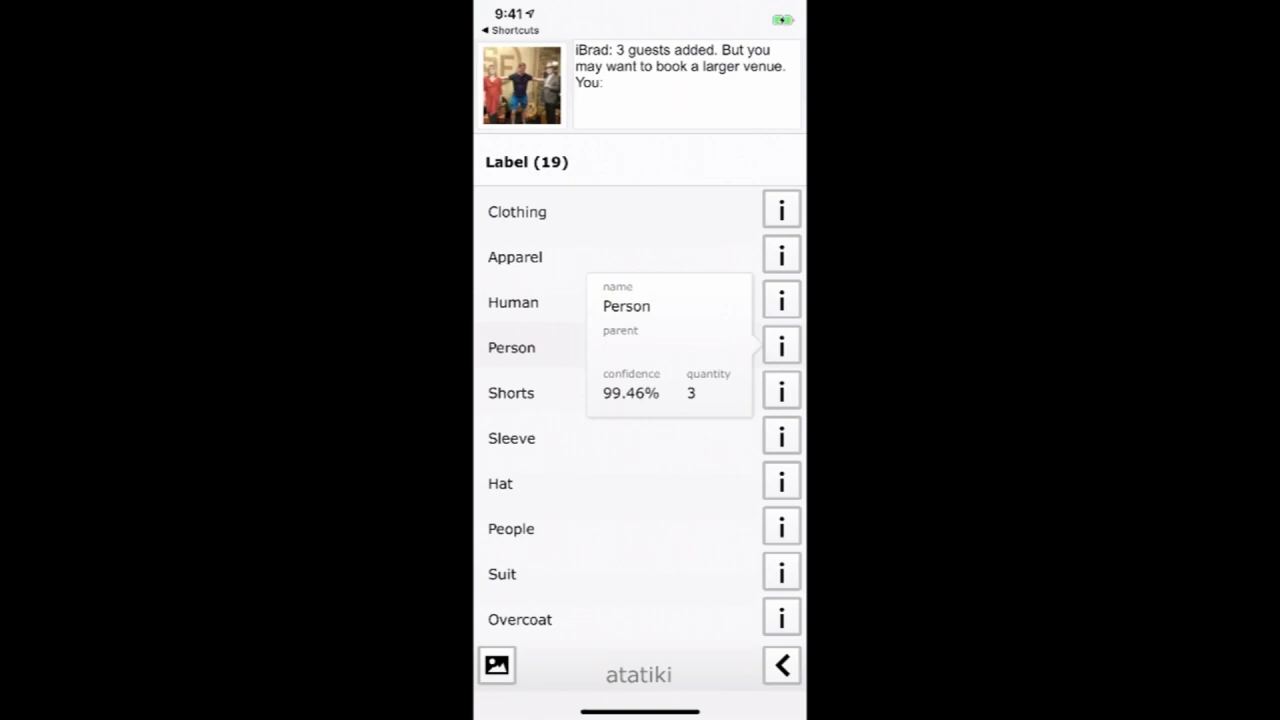 9:41
Shortcuts
iBrad: 3 guests added. But you
may want to book a larger venue.
You:
Label (19)
Clothing
Apparel
Human
Person
Shorts
Sleeve
Hat
People
Suit
Overcoat
name
Person
parent
confidence quantity
99.46% 3
atatiki